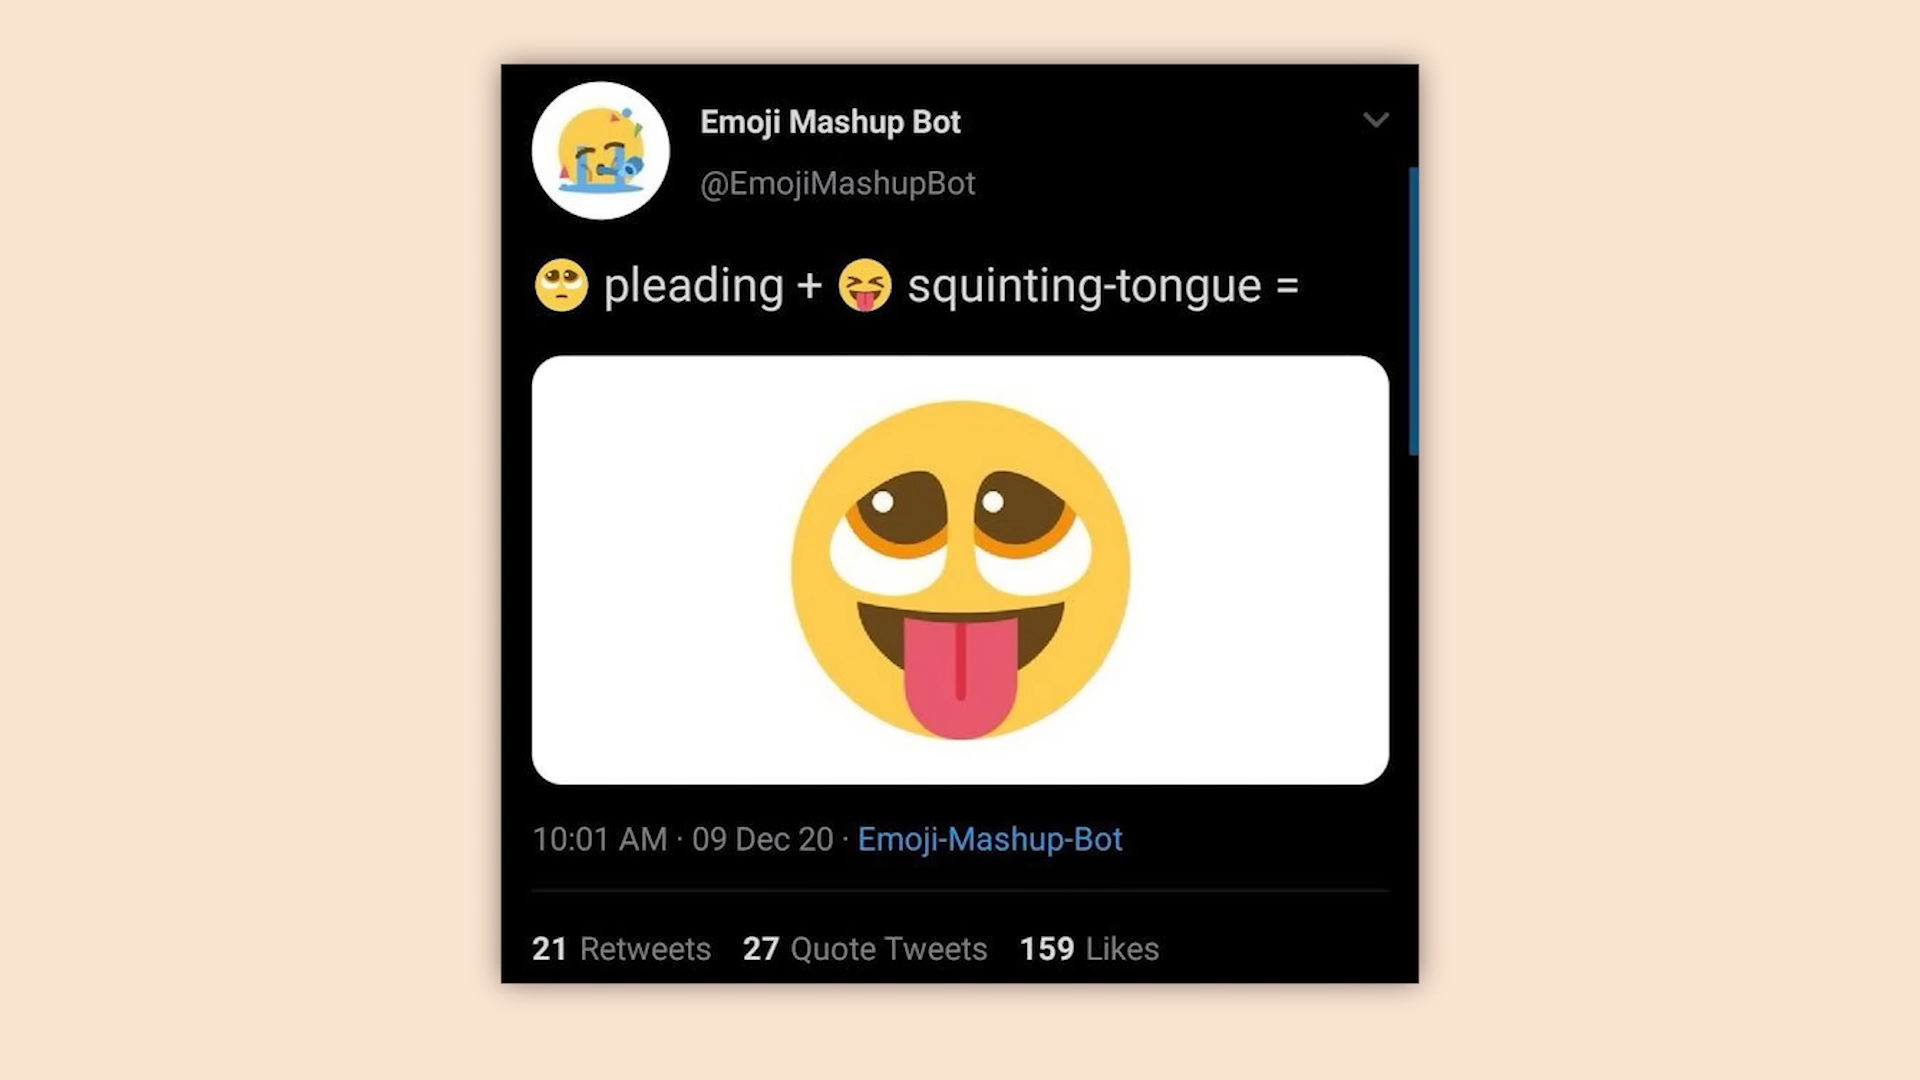 Emoji Mashup Bot
@EmojiMashupBot
🥺 pleading + 😝 squinting-tongue =
10:01 AM · 09 Dec 20 · Emoji-Mashup-Bot
21 Retweets 27 Quote Tweets 159 Likes